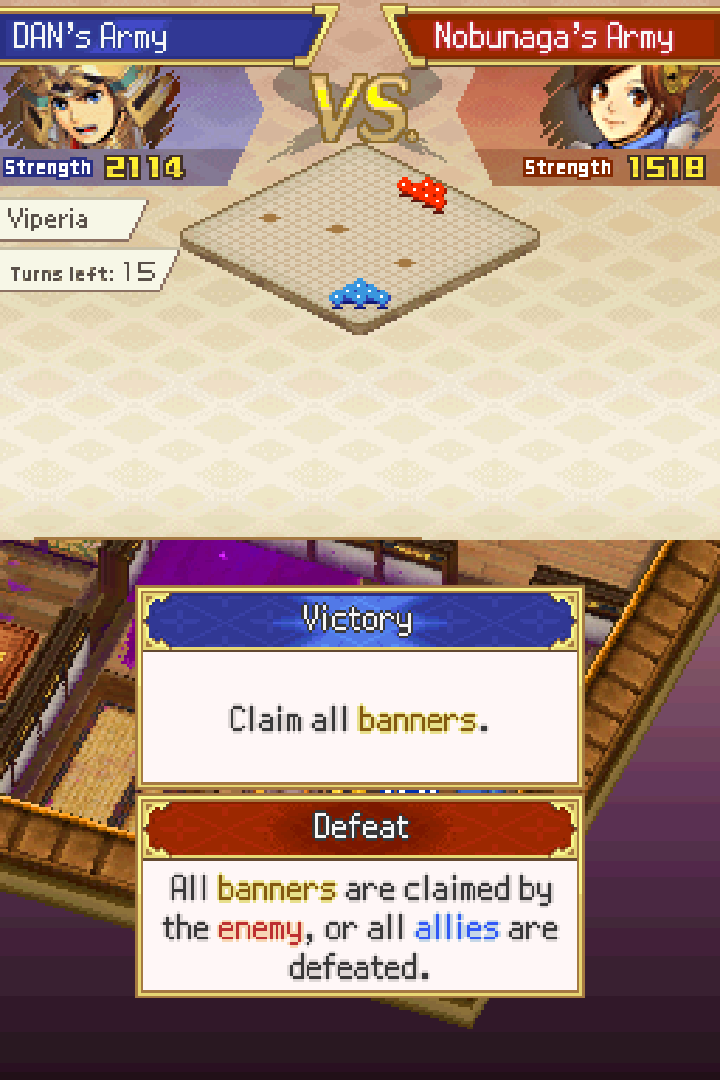 DAN's Army
Nobunaga's Army
VS.
Strength 2114
Strength 1518
Viperia
Turns left: 15
Victory
Claim all banners.
Defeat
All banners are claimed by
the enemy, or all allies are
defeated.